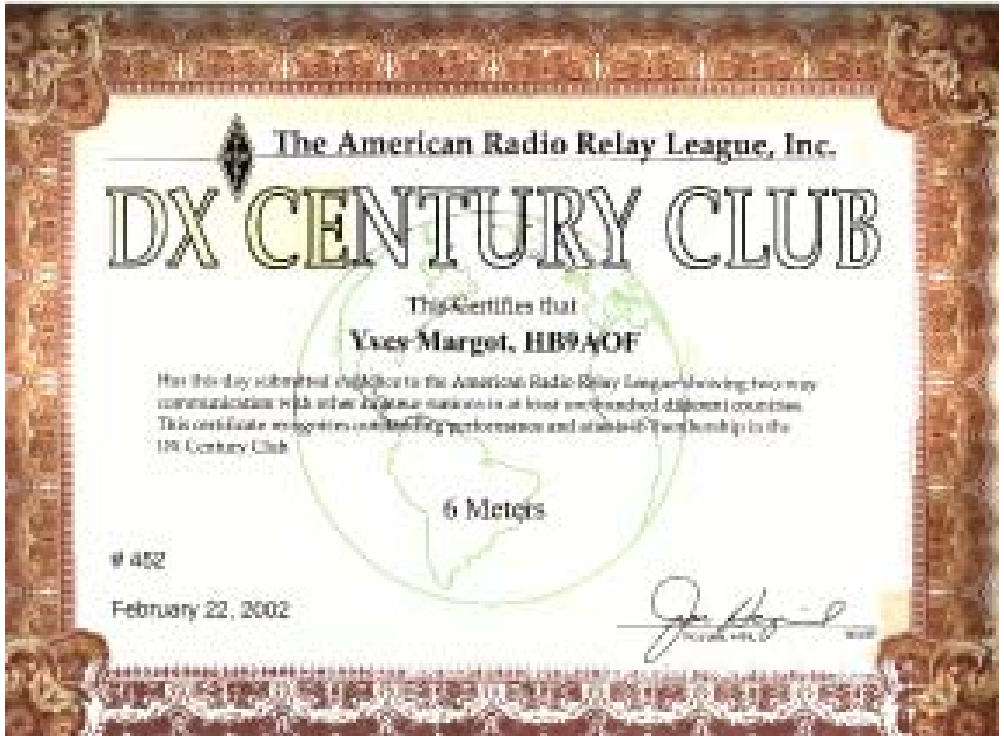 The American Radio Relay League, Inc.
DX CENTURY CLUB
This Certifies that
Yves Margot, HB9AOF
Has this day submitted evidence to the American Radio Relay League showing two way
communication with other amateur stations in at least one hundred different countries.
This certificate recognizes outstanding performance and attests membership in the
DX Century Club
6 Meters
# 452
February 22, 2002